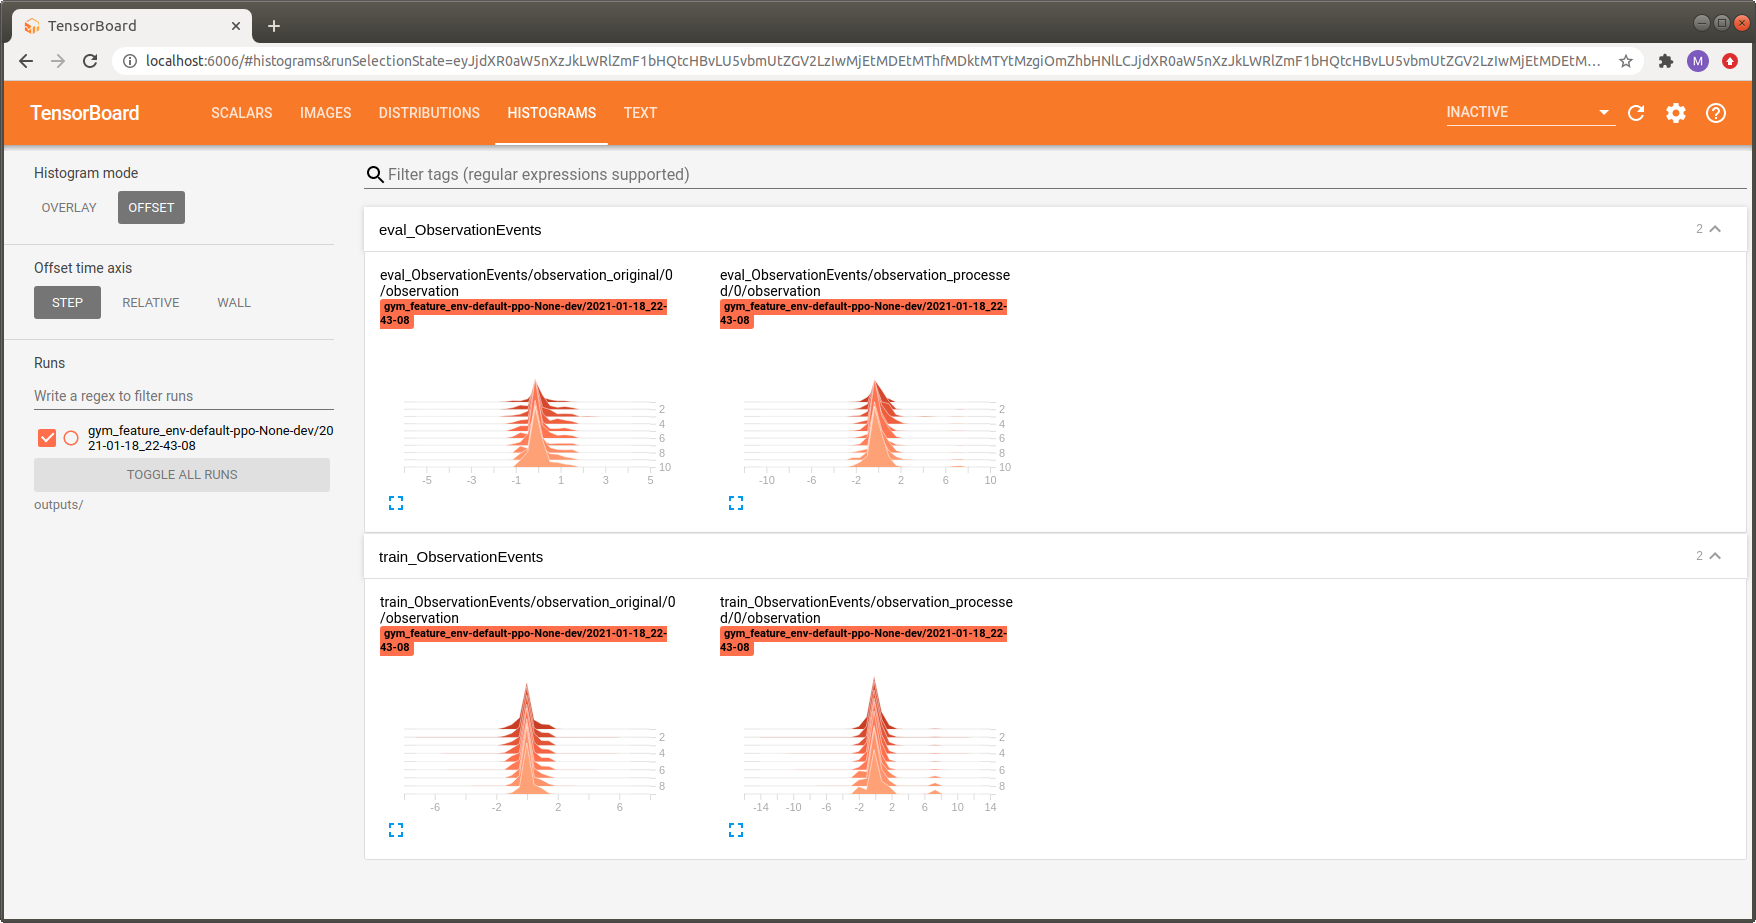 TensorBoard
localhost:6006/#histograms&runSelectionState=eyJjdXR0aW5nXzJkLWRlZmF1bHQtcHBvLU5vbmUtZGV2LzIwMjEtMDEtMThfMDktMTYtMzgiOmZhbHNlLCJjdXR0aW5nXzJkLWRlZmF1bHQtcHBvLU5vbmUtZGV2LzIwMjEtMDEtM...
M
TensorBoard
SCALARS IMAGES DISTRIBUTIONS HISTOGRAMS TEXT
INACTIVE
Histogram mode
OVERLAY OFFSET
Offset time axis
STEP RELATIVE WALL
Runs
Write a regex to filter runs
gym_feature_env-default-ppo-None-dev/20
21-01-18_22-43-08
TOGGLE ALL RUNS
outputs/
Filter tags (regular expressions supported)
eval_ObservationEvents
2
eval_ObservationEvents/observation_original/0
/observation
gym_feature_env-default-ppo-None-dev/2021-01-18_22-
43-08
2
4
6
8
10
-5 -3 -1 1 3 5
eval_ObservationEvents/observation_processe
d/0/observation
gym_feature_env-default-ppo-None-dev/2021-01-18_22-
43-08
2
4
6
8
10
-10 -6 -2 2 6 10
train_ObservationEvents
2
train_ObservationEvents/observation_original/0
/observation
gym_feature_env-default-ppo-None-dev/2021-01-18_22-
43-08
2
4
6
8
-6 -2 2 6
train_ObservationEvents/observation_processe
d/0/observation
gym_feature_env-default-ppo-None-dev/2021-01-18_22-
43-08
2
4
6
8
-14 -10 -6 -2 2 6 10 14